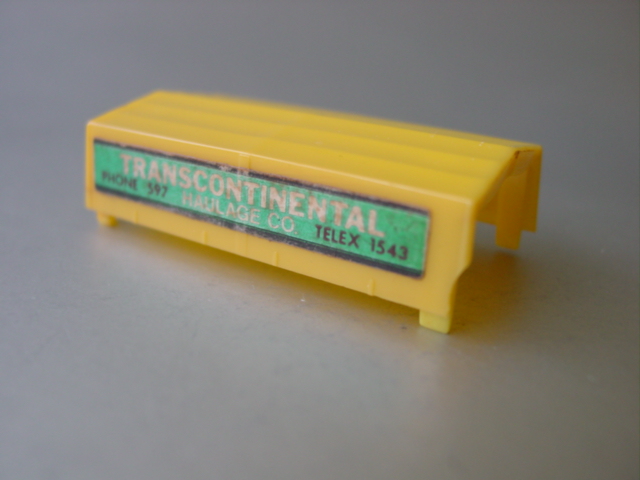 TRANSCONTINENTAL
PHONE 597 HAULAGE CO. TELEX 1543